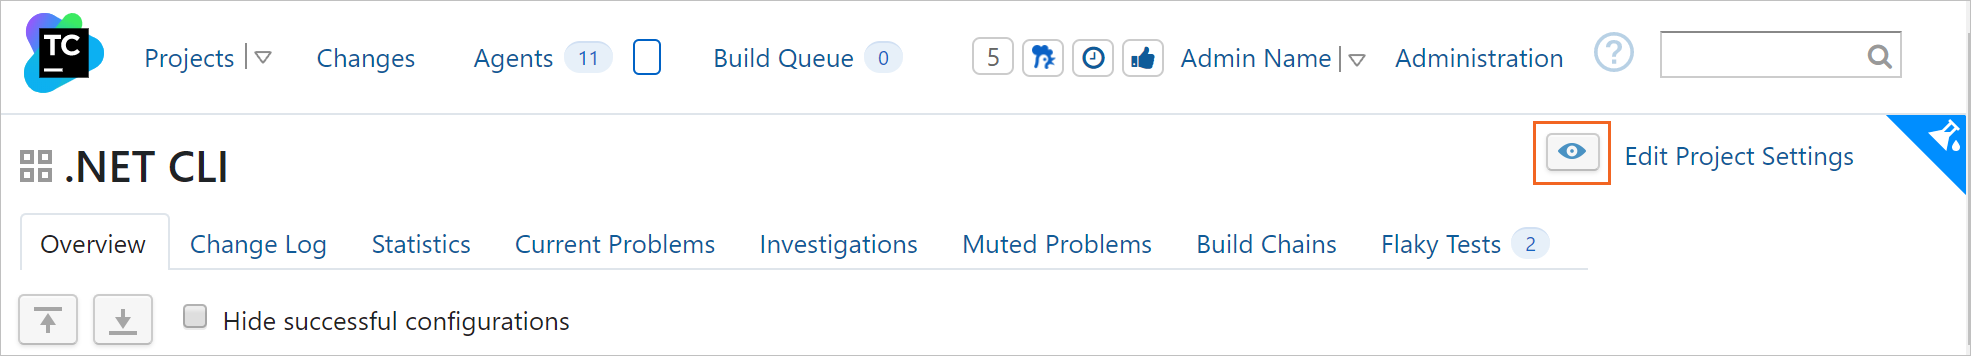 TC
Projects Changes Agents 11 Build Queue 0 5 Admin Name Administration ?
.NET CLI Edit Project Settings
Overview Change Log Statistics Current Problems Investigations Muted Problems Build Chains Flaky Tests 2
Hide successful configurations